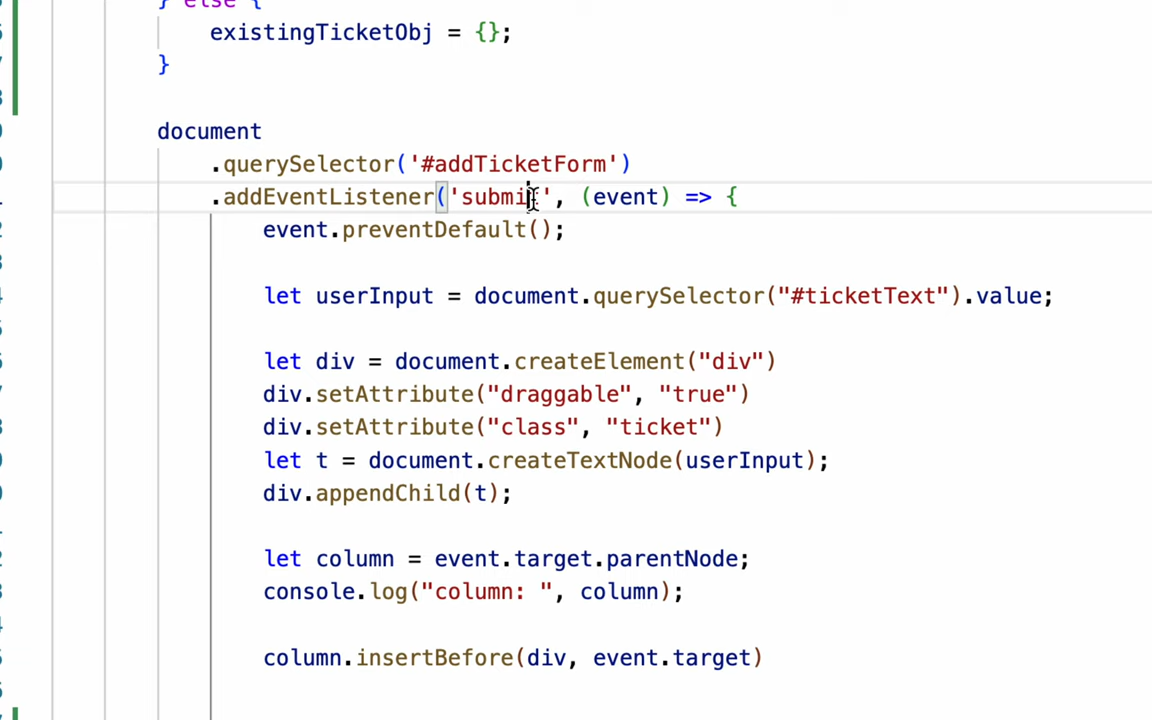 } else {
existingTicketObj = {};
}
document
.querySelector('#addTicketForm')
.addEventListener('submit', (event) => {
event.preventDefault();
let userInput = document.querySelector("#ticketText").value;
let div = document.createElement("div")
div.setAttribute("draggable", "true")
div.setAttribute("class", "ticket")
let t = document.createTextNode(userInput);
div.appendChild(t);
let column = event.target.parentNode;
console.log("column: ", column);
column.insertBefore(div, event.target)